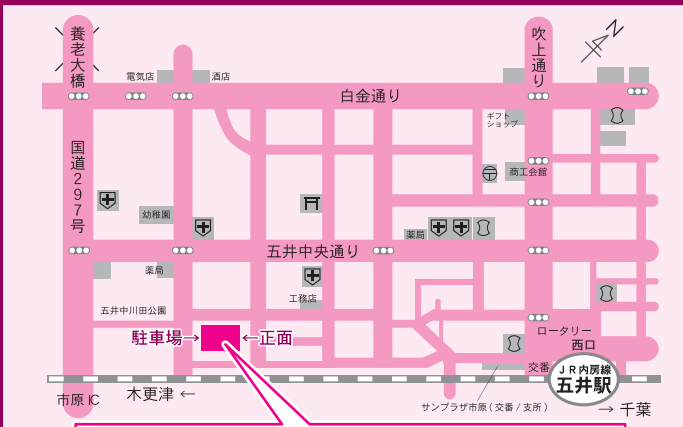 養老大橋
吹上通り
N
電気店
酒店
白金通り
ギフト
ショップ
国道297号
商工会館
幼稚園
薬局
五井中央通り
薬局
工務店
五井中川田公園
駐車場→
←正面
ロータリー
西口
交番
JR内房線
五井駅
市原IC
木更津 ←
サンプラザ市原(交番/支所)
→ 千葉